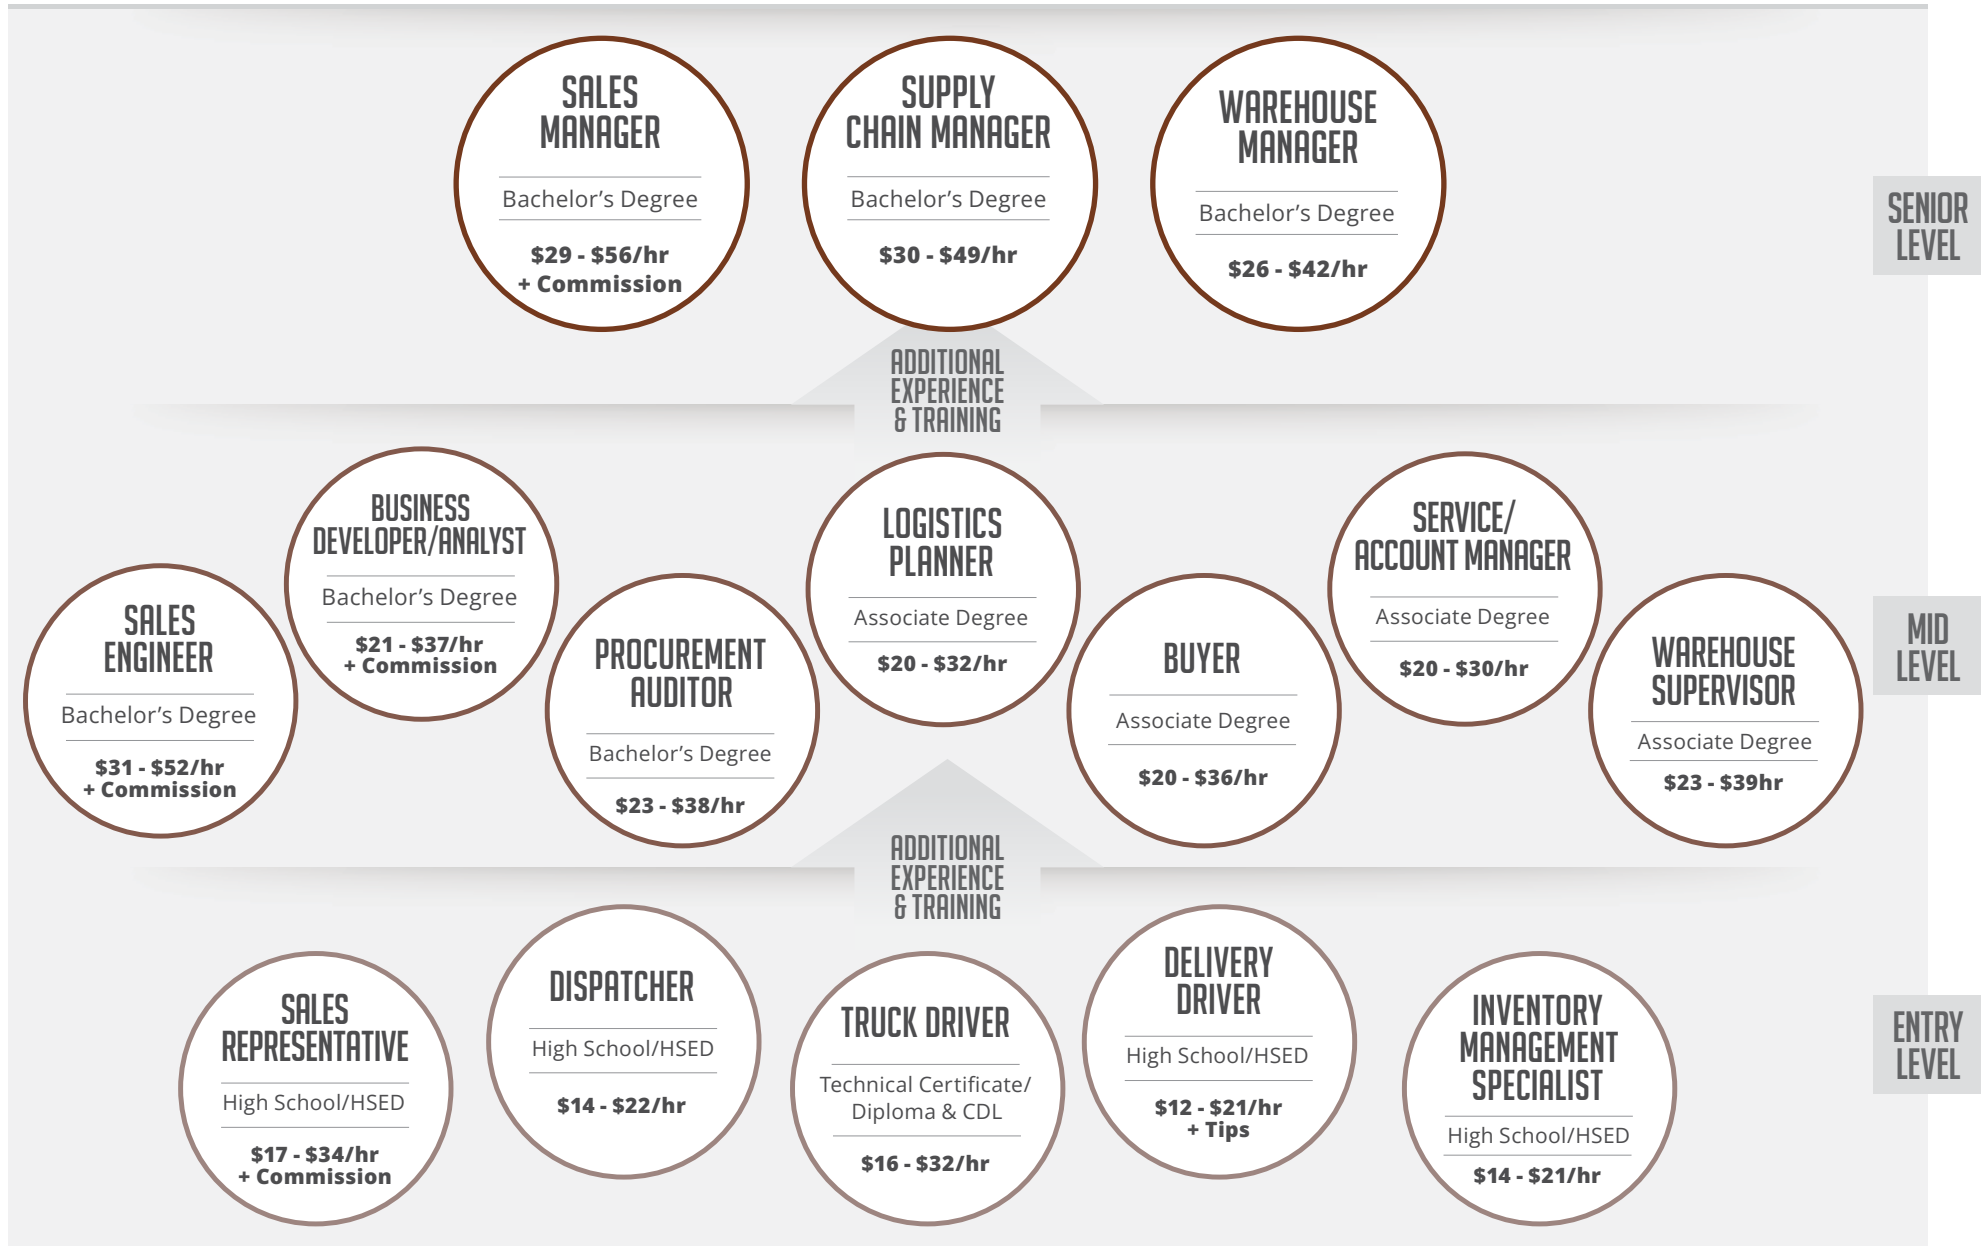 SALES
MANAGER
Bachelor’s Degree
$29 - $56/hr
+ Commission
SUPPLY
CHAIN MANAGER
Bachelor’s Degree
$30 - $49/hr
WAREHOUSE
MANAGER
Bachelor’s Degree
$26 - $42/hr
SENIOR
LEVEL
ADDITIONAL
EXPERIENCE
& TRAINING
SALES
ENGINEER
Bachelor’s Degree
$31 - $52/hr
+ Commission
BUSINESS
DEVELOPER/ANALYST
Bachelor’s Degree
$21 - $37/hr
+ Commission
PROCUREMENT
AUDITOR
Bachelor’s Degree
$23 - $38/hr
LOGISTICS
PLANNER
Associate Degree
$20 - $32/hr
BUYER
Associate Degree
$20 - $36/hr
SERVICE/
ACCOUNT MANAGER
Associate Degree
$20 - $30/hr
WAREHOUSE
SUPERVISOR
Associate Degree
$23 - $39hr
MID
LEVEL
ADDITIONAL
EXPERIENCE
& TRAINING
SALES
REPRESENTATIVE
High School/HSED
$17 - $34/hr
+ Commission
DISPATCHER
High School/HSED
$14 - $22/hr
TRUCK DRIVER
Technical Certificate/
Diploma & CDL
$16 - $32/hr
DELIVERY
DRIVER
High School/HSED
$12 - $21/hr
+ Tips
INVENTORY
MANAGEMENT
SPECIALIST
High School/HSED
$14 - $21/hr
ENTRY
LEVEL